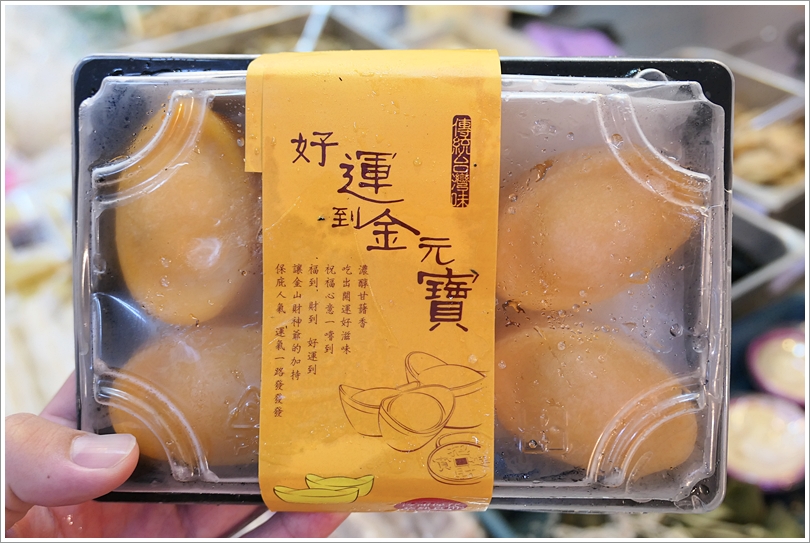 傳統台灣味
好運到金元寶
濃醇甘藷香
吃出開運好滋味
祝福心意一嚐到
福到 財到 好運到
讓金山財神爺的加持
保庇人氣、運氣一路發發發